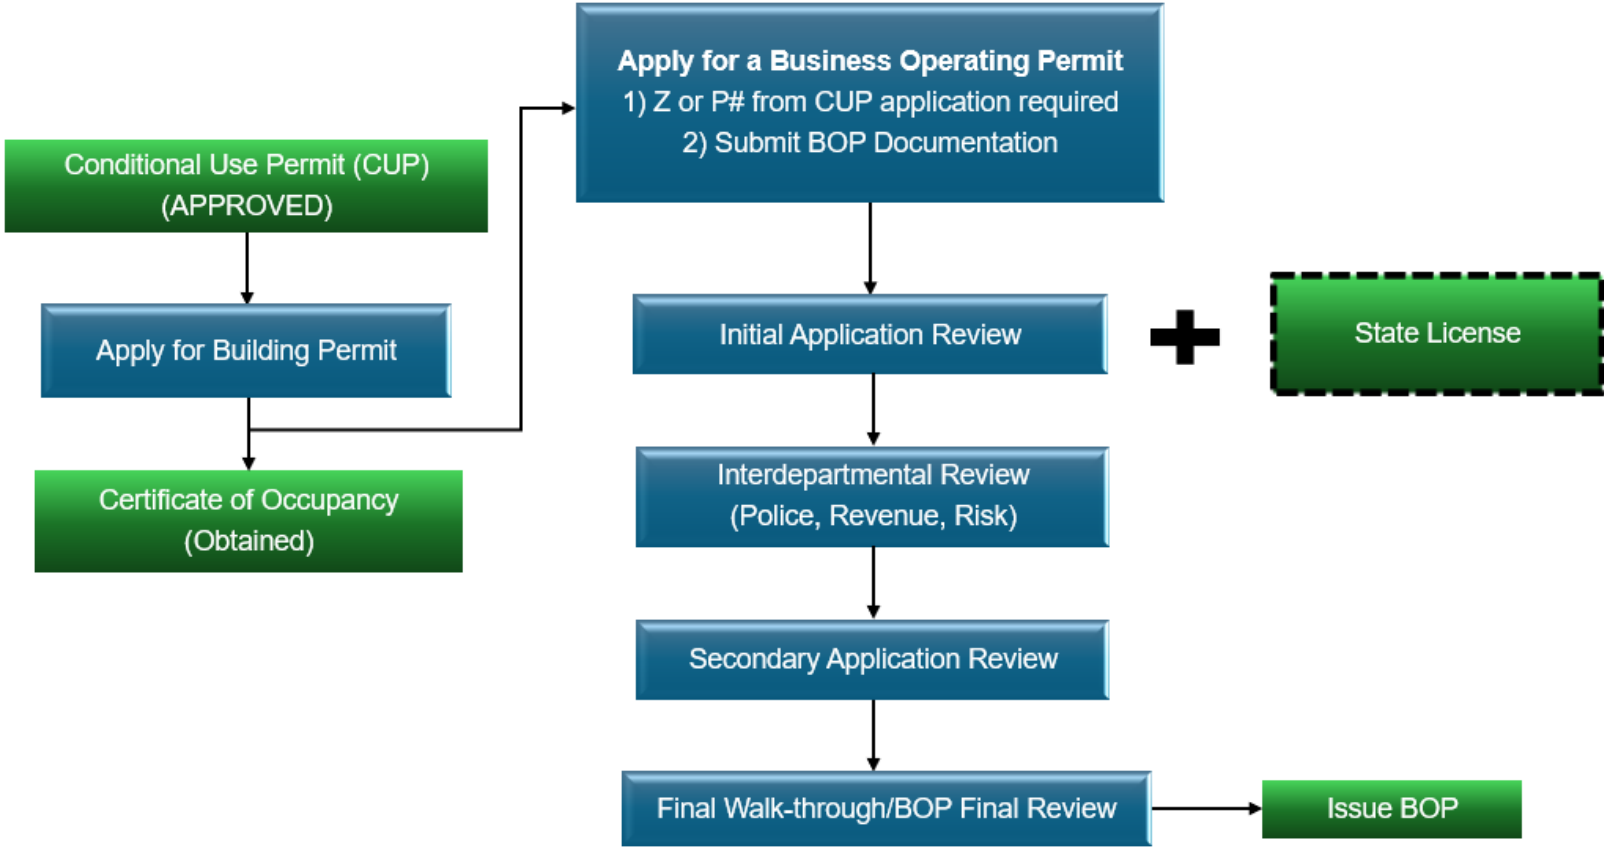 Apply for a Business Operating Permit
1) Z or P# from CUP application required
2) Submit BOP Documentation
Conditional Use Permit (CUP)
(APPROVED)
Apply for Building Permit
Certificate of Occupancy
(Obtained)
Initial Application Review
State License
Interdepartmental Review
(Police, Revenue, Risk)
Secondary Application Review
Final Walk-through/BOP Final Review
Issue BOP